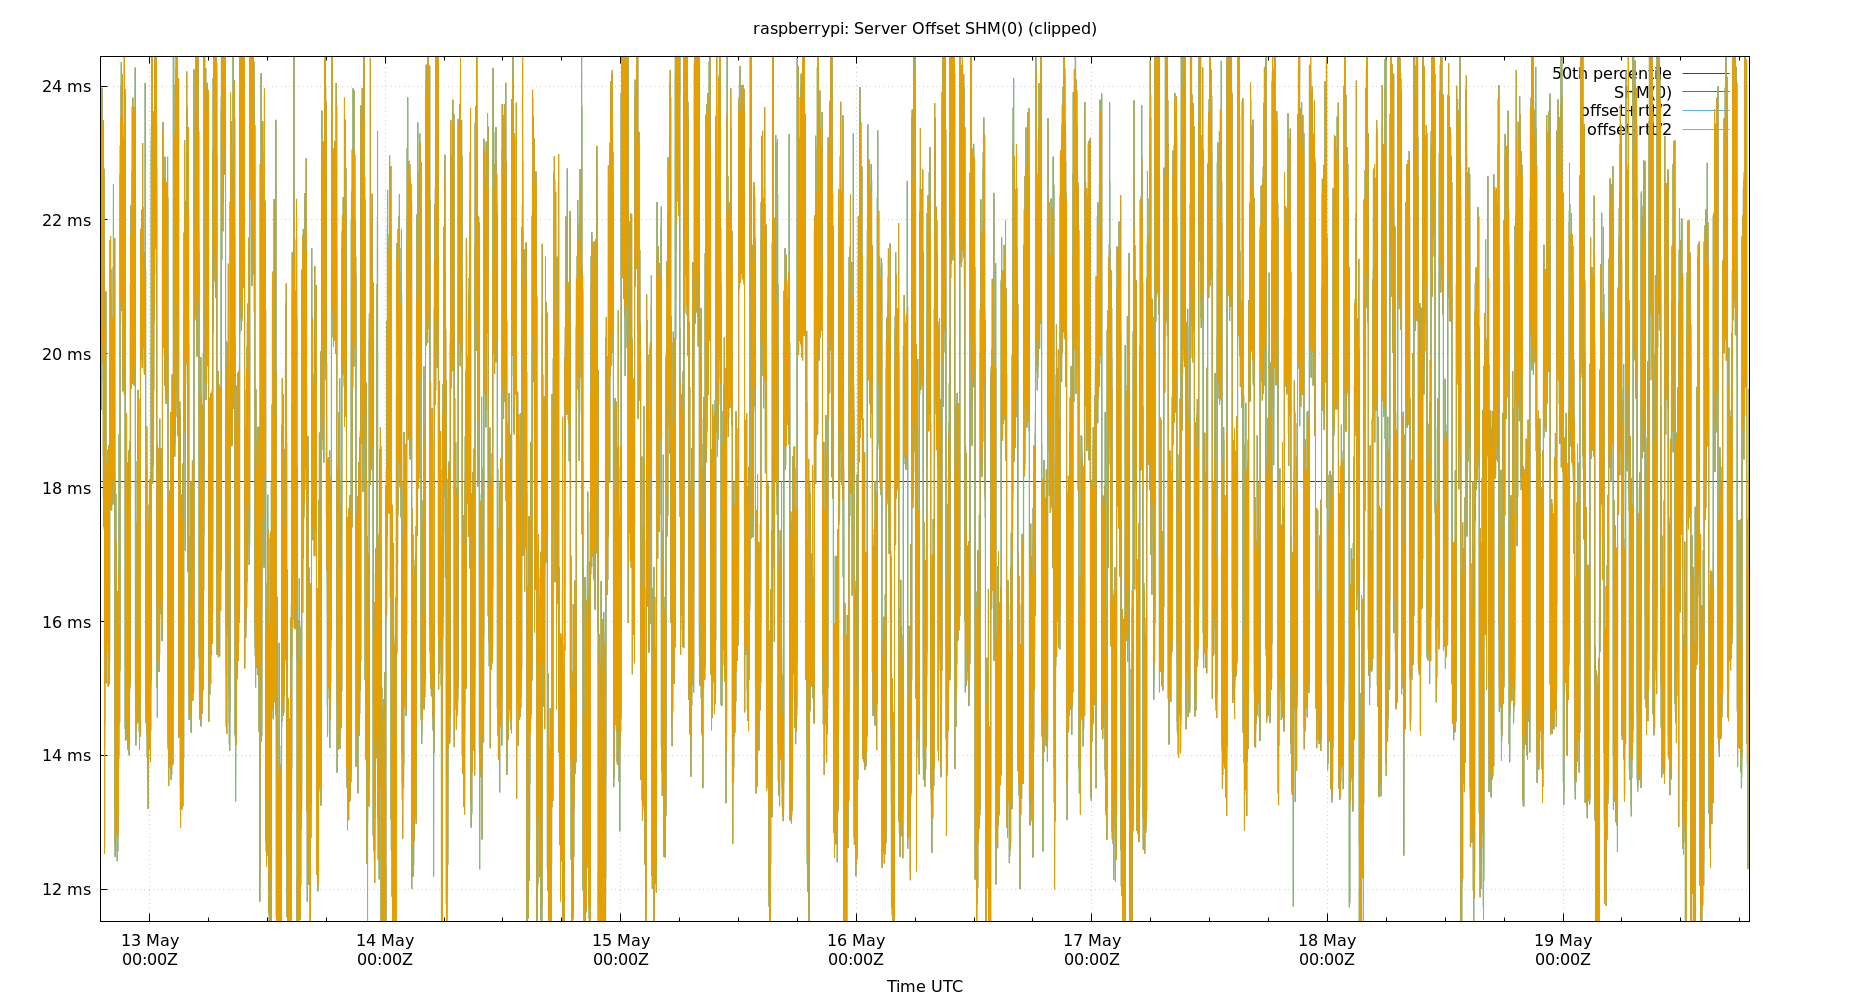 raspberrypi: Server Offset SHM(0) (clipped)
24 ms
22 ms
20 ms
18 ms
16 ms
14 ms
12 ms
50th percentile
SHM(0)
offset+rtt/2
offset-rtt/2
13 May
00:00Z
14 May
00:00Z
15 May
00:00Z
16 May
00:00Z
17 May
00:00Z
18 May
00:00Z
19 May
00:00Z
Time UTC